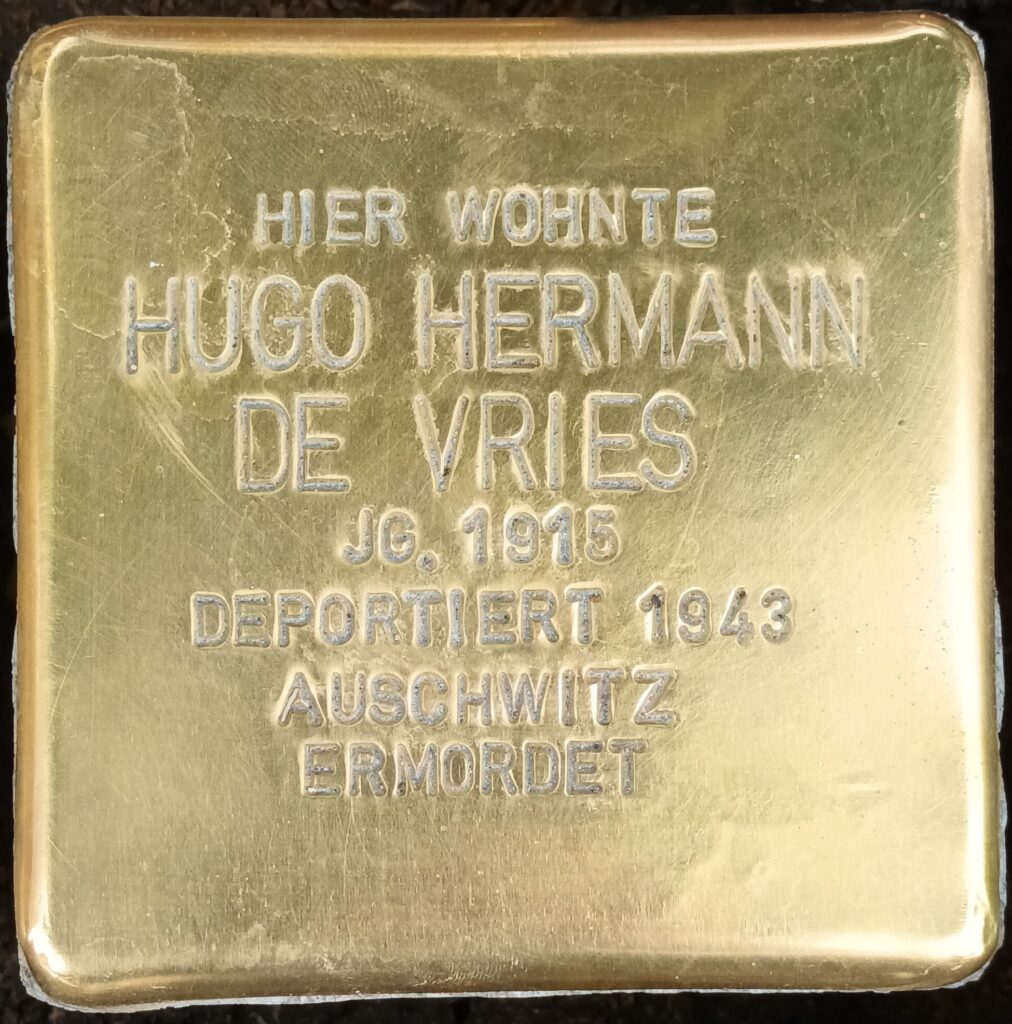 HIER WOHNTE
HUGO HERMANN
DE VRIES
JG. 1915
DEPORTIERT 1943
AUSCHWITZ
ERMORDET